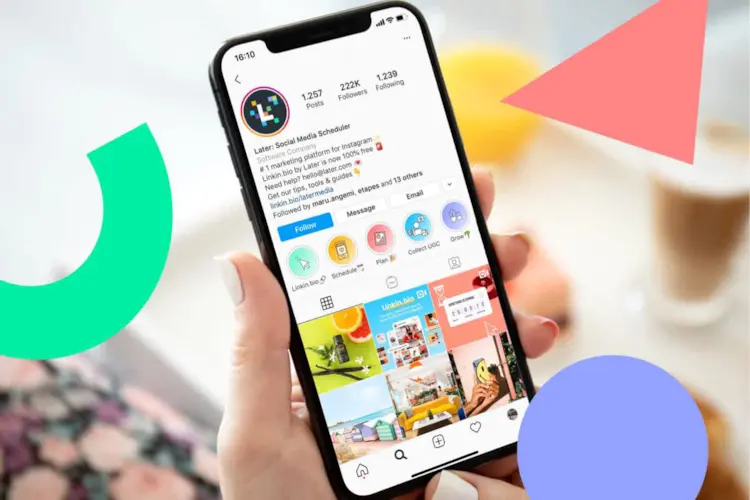 16:10
1.257
Posts
222K
Followers
1.239
Following
Later: Social Media Scheduler
Software Company
# 1 marketing platform for Instagram
Linkin.bio by Later is now 100% free
Need help? hello@later.com
Get our tips, tools & guides
linkin.bio/latermedia
Followed by maru.angemi, etapes and 13 others
Follow
Message
Email
Linkin.bio
Schedule
Plan
Collect UGC
Grow
Linkin.bio